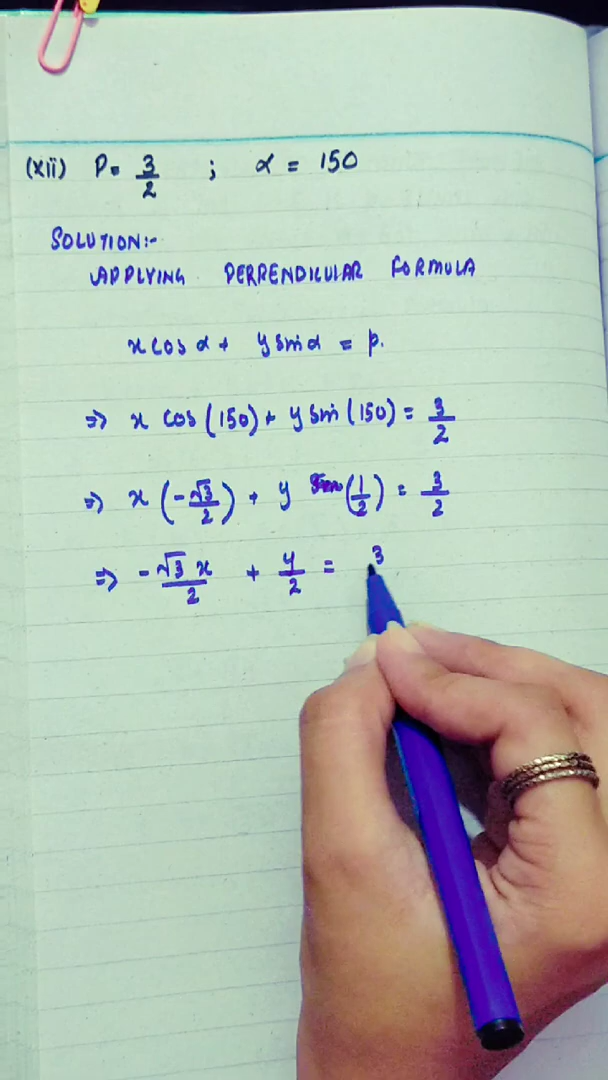 (xii) P = 3/2 ; α = 150
SOLUTION:-
APPLYING PERPENDICULAR FORMULA
x cos α + y sin α = p.
⇒ x cos (150) + y sin (150) = 3/2
⇒ x (-√3/2) + y (1/2) = 3/2
⇒ -√3 x/2 + y/2 = 3